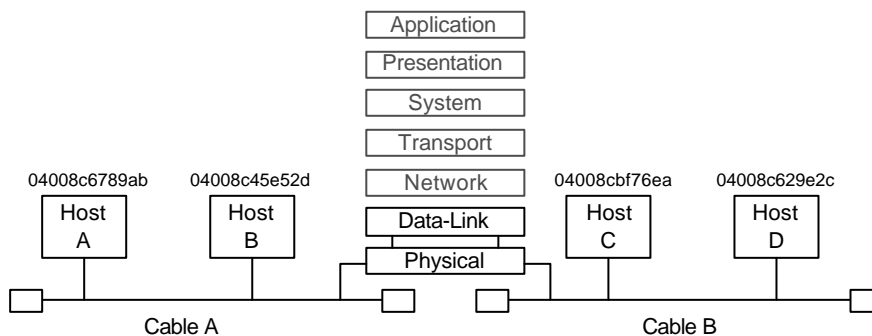 Application
Presentation
System
Transport
Network
Data-Link
Physical
04008c6789ab
Host
A
04008c45e52d
Host
B
04008cbf76ea
Host
C
04008c629e2c
Host
D
Cable A
Cable B